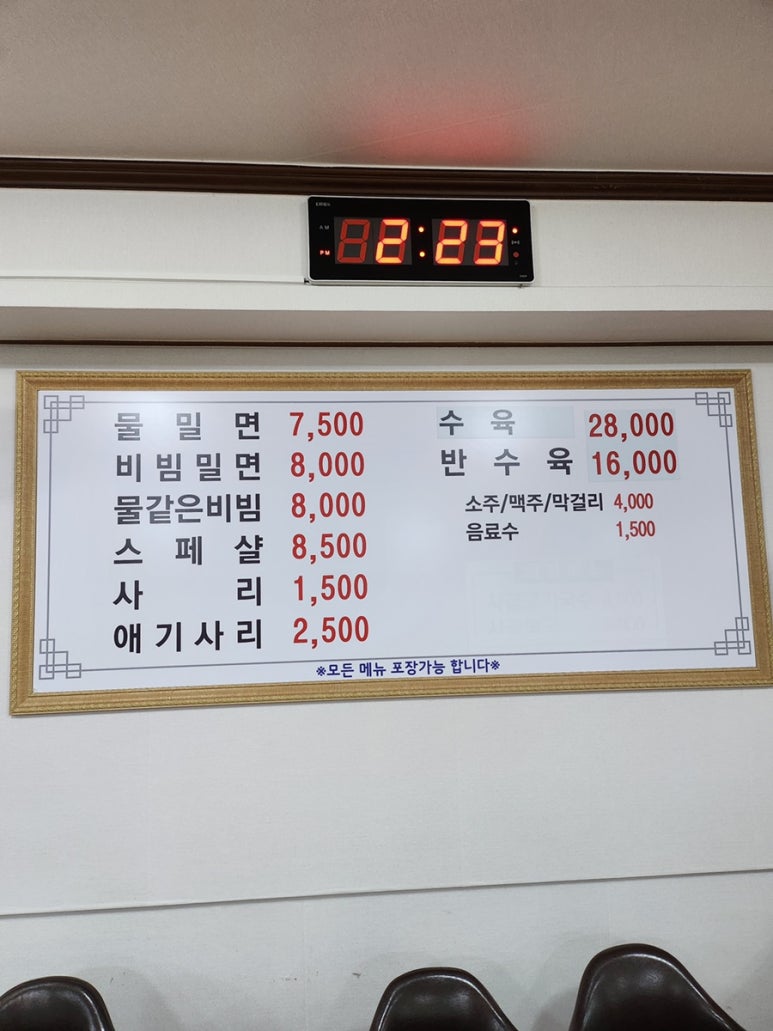 AM
PM
2:23
물밀면 7,500
비빔밀면 8,000
물같은비빔 8,000
스페샬 8,500
사리 1,500
애기사리 2,500
수육 28,000
반수육 16,000
소주/맥주/막걸리 4,000
음료수 1,500
※모든 메뉴 포장가능 합니다※